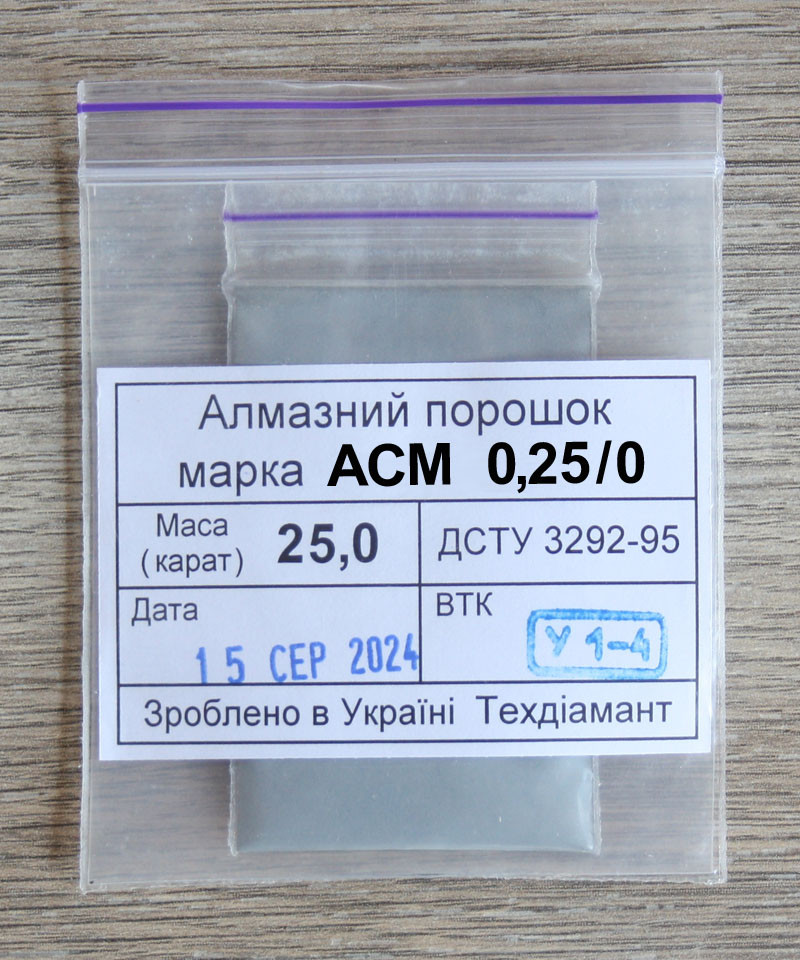 Алмазний порошок
марка АСМ 0,25/0
Маса
(карат) 25,0
ДСТУ 3292-95
Дата
15 СЕР 2024
ВТК
У 1-4
Зроблено в Україні Техдіамант